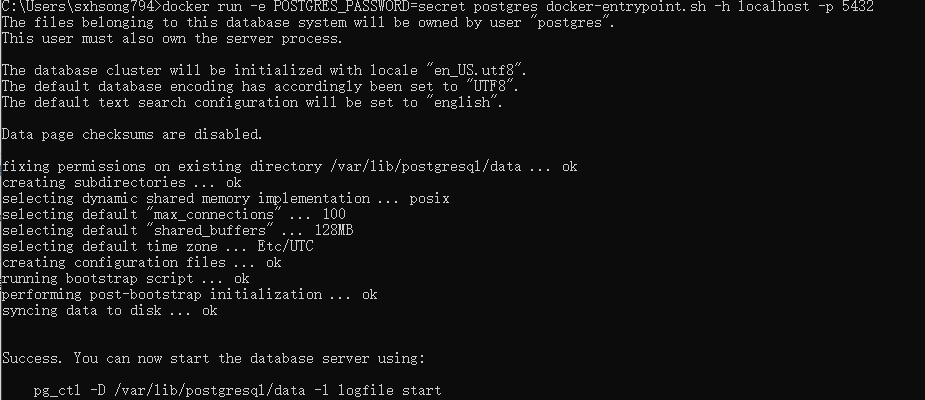 C:\Users\sxhsong794>docker run -e POSTGRES_PASSWORD=secret postgres docker-entrypoint.sh -h localhost -p 5432
The files belonging to this database system will be owned by user "postgres".
This user must also own the server process.
The database cluster will be initialized with locale "en_US.utf8".
The default database encoding has accordingly been set to "UTF8".
The default text search configuration will be set to "english".
Data page checksums are disabled.
fixing permissions on existing directory /var/lib/postgresql/data ... ok
creating subdirectories ... ok
selecting dynamic shared memory implementation ... posix
selecting default "max_connections" ... 100
selecting default "shared_buffers" ... 128MB
selecting default time zone ... Etc/UTC
creating configuration files ... ok
running bootstrap script ... ok
performing post-bootstrap initialization ... ok
syncing data to disk ... ok
Success. You can now start the database server using:
pg_ctl -D /var/lib/postgresql/data -l logfile start